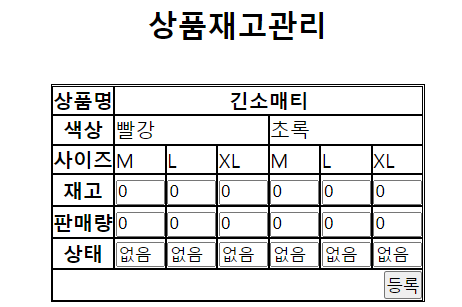 상품재고관리
상품명 긴소매티
색상 빨강 초록
사이즈 M L XL M L XL
재고 0 0 0 0 0 0
판매량 0 0 0 0 0 0
상태 없음 없음 없음 없음 없음 없음
등록